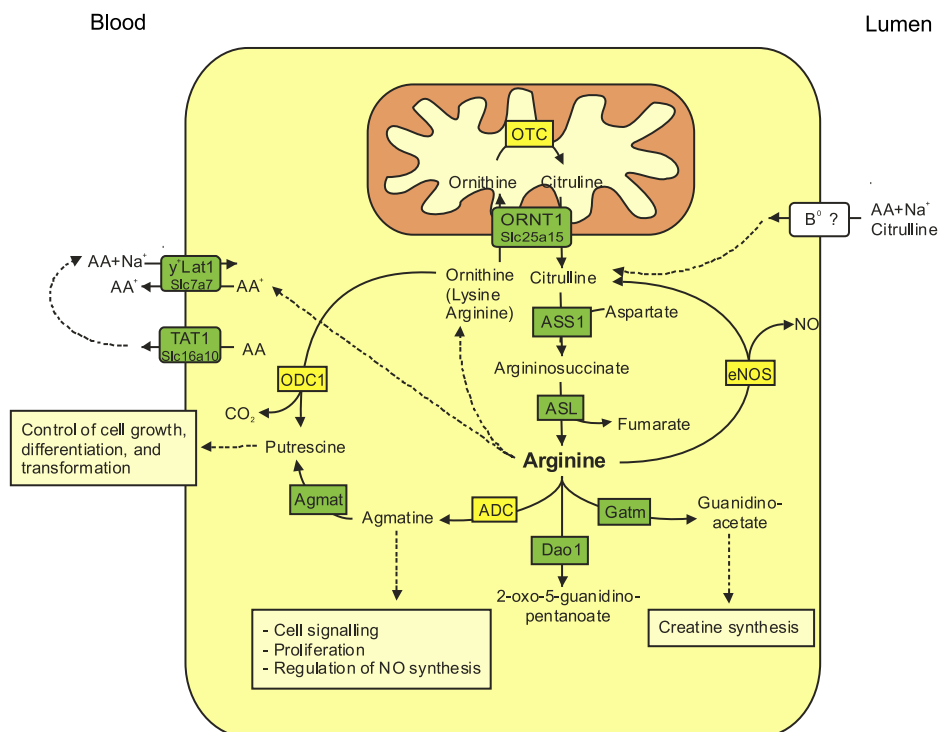 Blood
Lumen
OTC
Ornithine
Citruline
ORNT1
Slc25a15
B⁰ ?
AA+Na⁺
Citrulline
AA+Na⁺
y⁺Lat1
Slc7a7
AA⁺
AA⁺
Ornithine
(Lysine
Arginine)
Citrulline
ASS1
Aspartate
NO
TAT1
Slc16a10
AA
Argininosuccinate
eNOS
ODC1
ASL
CO₂
Fumarate
Control of cell growth,
differentiation, and
transformation
Putrescine
Arginine
Agmat
Agmatine
ADC
Gatm
Guanidino-
acetate
Dao1
2-oxo-5-guanidino-
pentanoate
- Cell signalling
- Proliferation
- Regulation of NO synthesis
Creatine synthesis